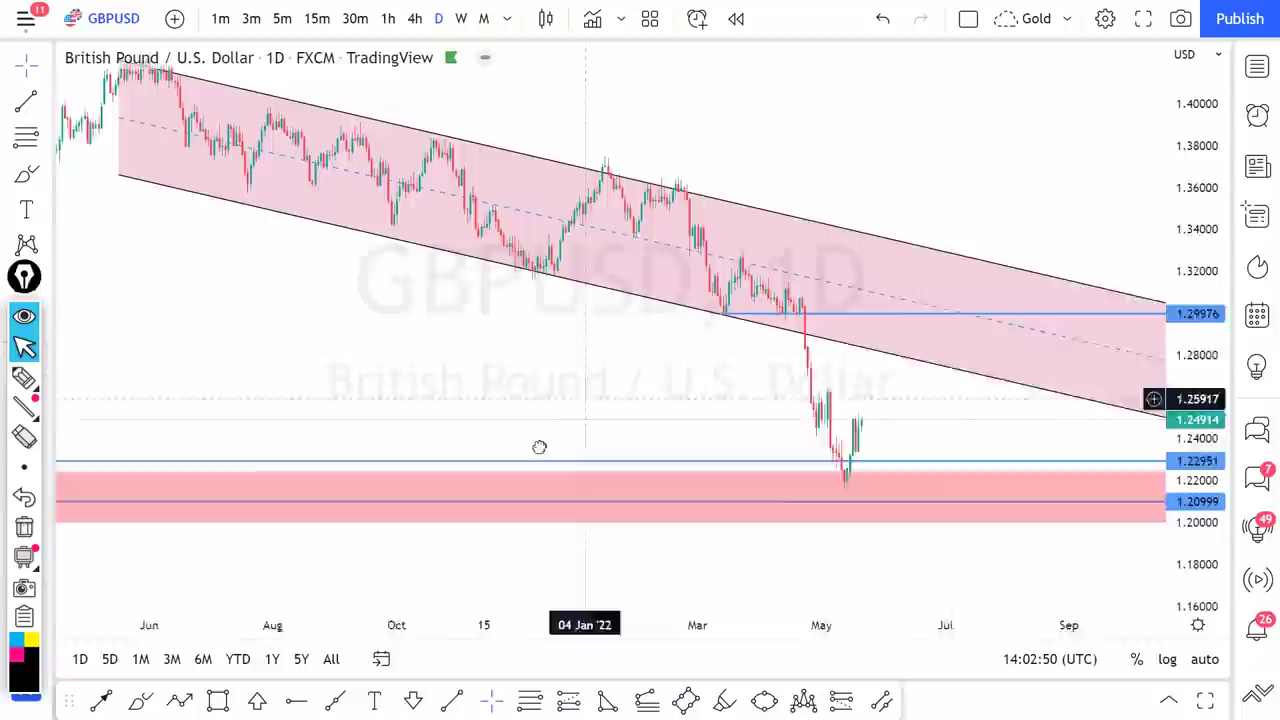 11
GBPUSD
1m 3m 5m 15m 30m 1h 4h D W M
Gold
Publish
British Pound / U.S. Dollar · 1D · FXCM · TradingView
USD
1.40000
1.38000
1.36000
1.34000
1.32000
1.29976
1.28000
1.25917
1.24914
1.24000
1.22951
1.22000
1.20999
1.20000
1.18000
1.16000
GBPUSD, 1D
British Pound / U.S. Dollar
T
7
49
26
Jun Aug Oct 15 04 Jan '22 Mar May Jul Sep
1D 5D 1M 3M 6M YTD 1Y 5Y All
14:02:50 (UTC) % log auto
T